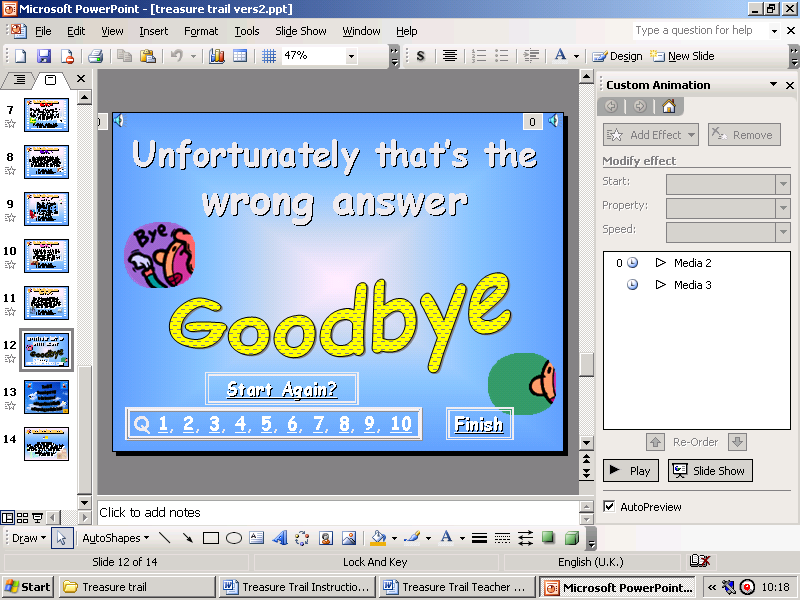 Microsoft PowerPoint - [treasure trail vers2.ppt]
File Edit View Insert Format Tools Slide Show Window Help
Type a question for help
47%
S
A
Design
New Slide
Custom Animation
Add Effect
Remove
Modify effect
Start:
Property:
Speed:
0 Media 2
Media 3
Re-Order
Play
Slide Show
AutoPreview
7
8
9
10
11
12
13
14
0
Unfortunately that's the
wrong answer
Bye
Goodbye
Start Again?
Q 1, 2, 3, 4, 5, 6, 7, 8, 9, 10
Finish
Click to add notes
Draw
AutoShapes
A
Slide 12 of 14
Lock And Key
English (U.K.)
Start
Treasure trail
Treasure Trail Instructio...
Treasure Trail Teacher ...
Microsoft PowerPoint...
10:18